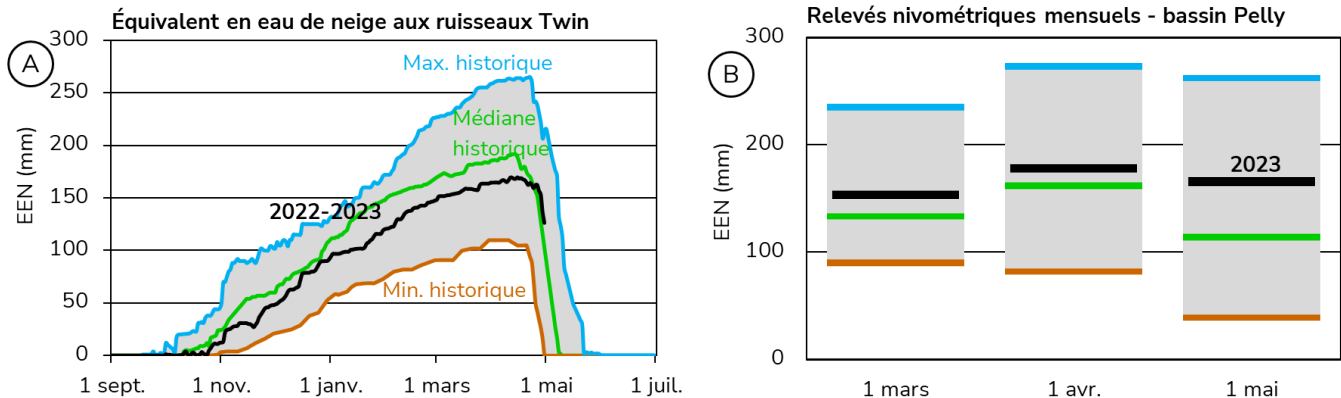 Équivalent en eau de neige aux ruisseaux Twin
A
EEN (mm)
300
250
200
150
100
50
0
Max. historique
Médiane
historique
2022-2023
Min. historique
1 sept.
1 nov.
1 janv.
1 mars
1 mai
1 juil.
Relevés nivométriques mensuels - bassin Pelly
B
EEN (mm)
300
200
100
0
2023
1 mars
1 avr.
1 mai